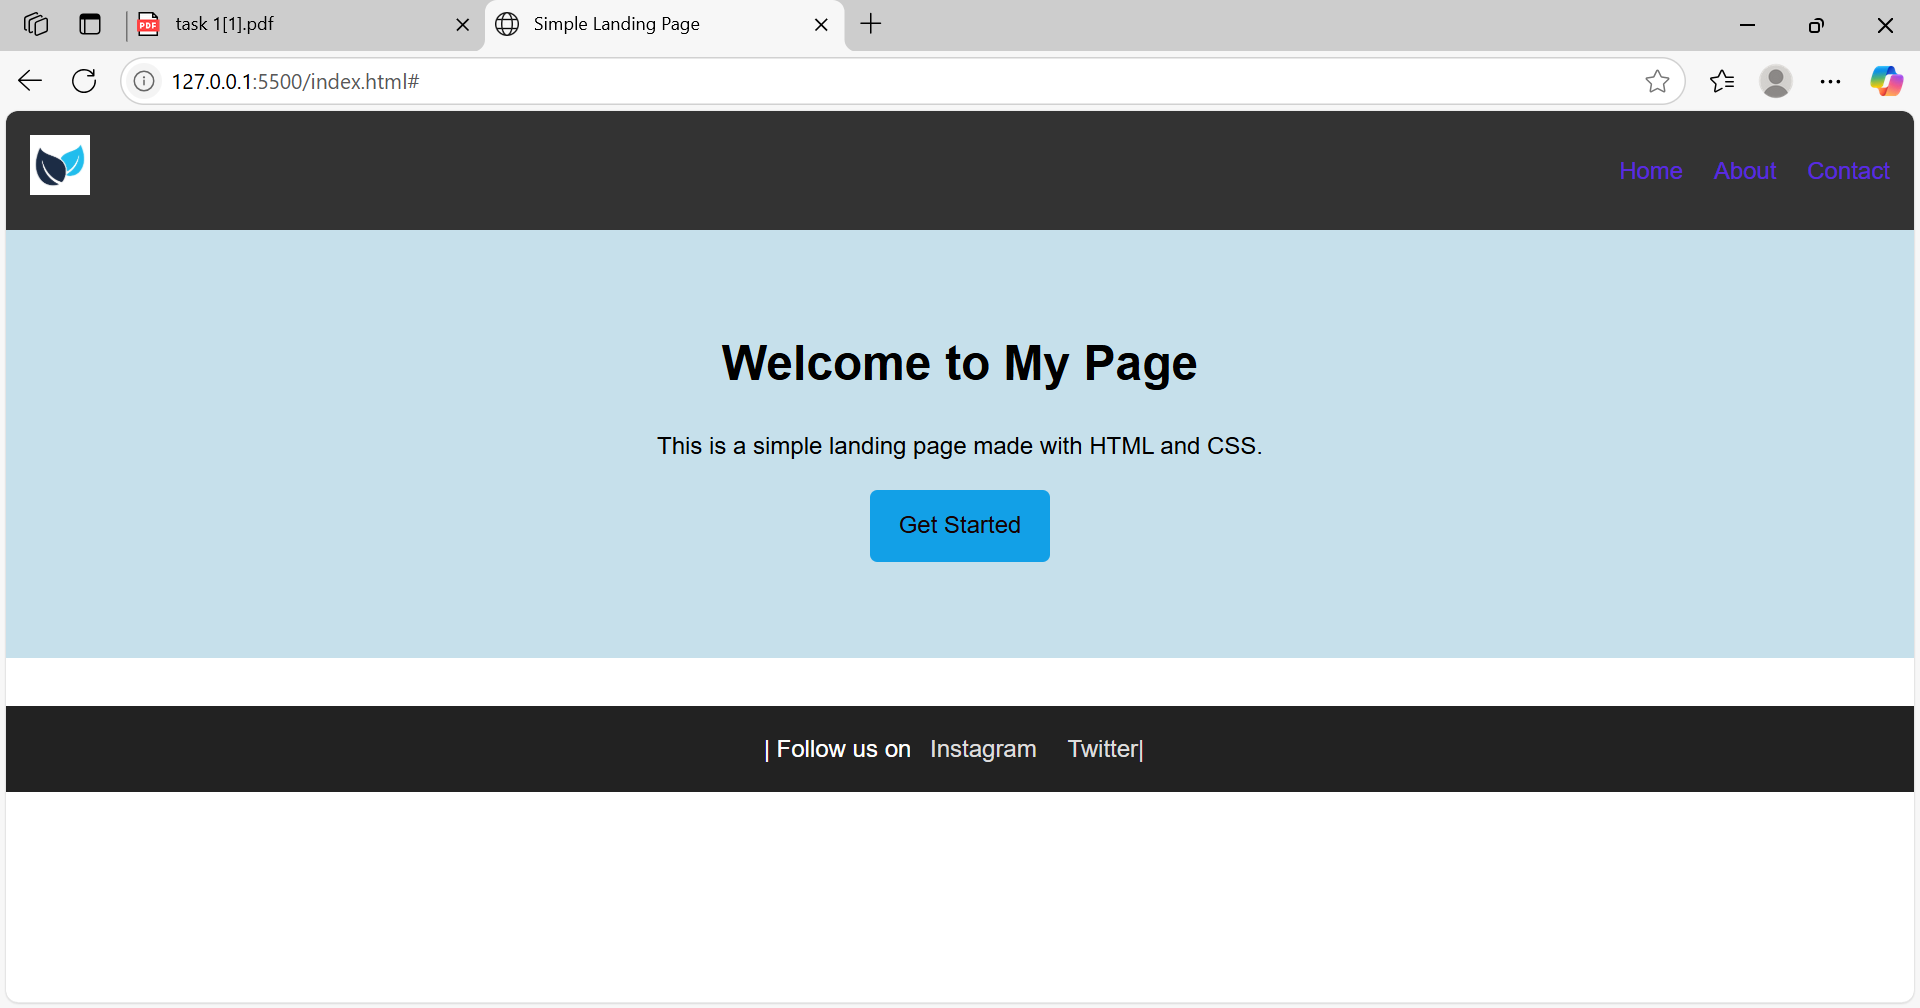 task 1[1].pdf
Simple Landing Page
127.0.0.1:5500/index.html#
Home About Contact
Welcome to My Page
This is a simple landing page made with HTML and CSS.
Get Started
| Follow us on Instagram Twitter|